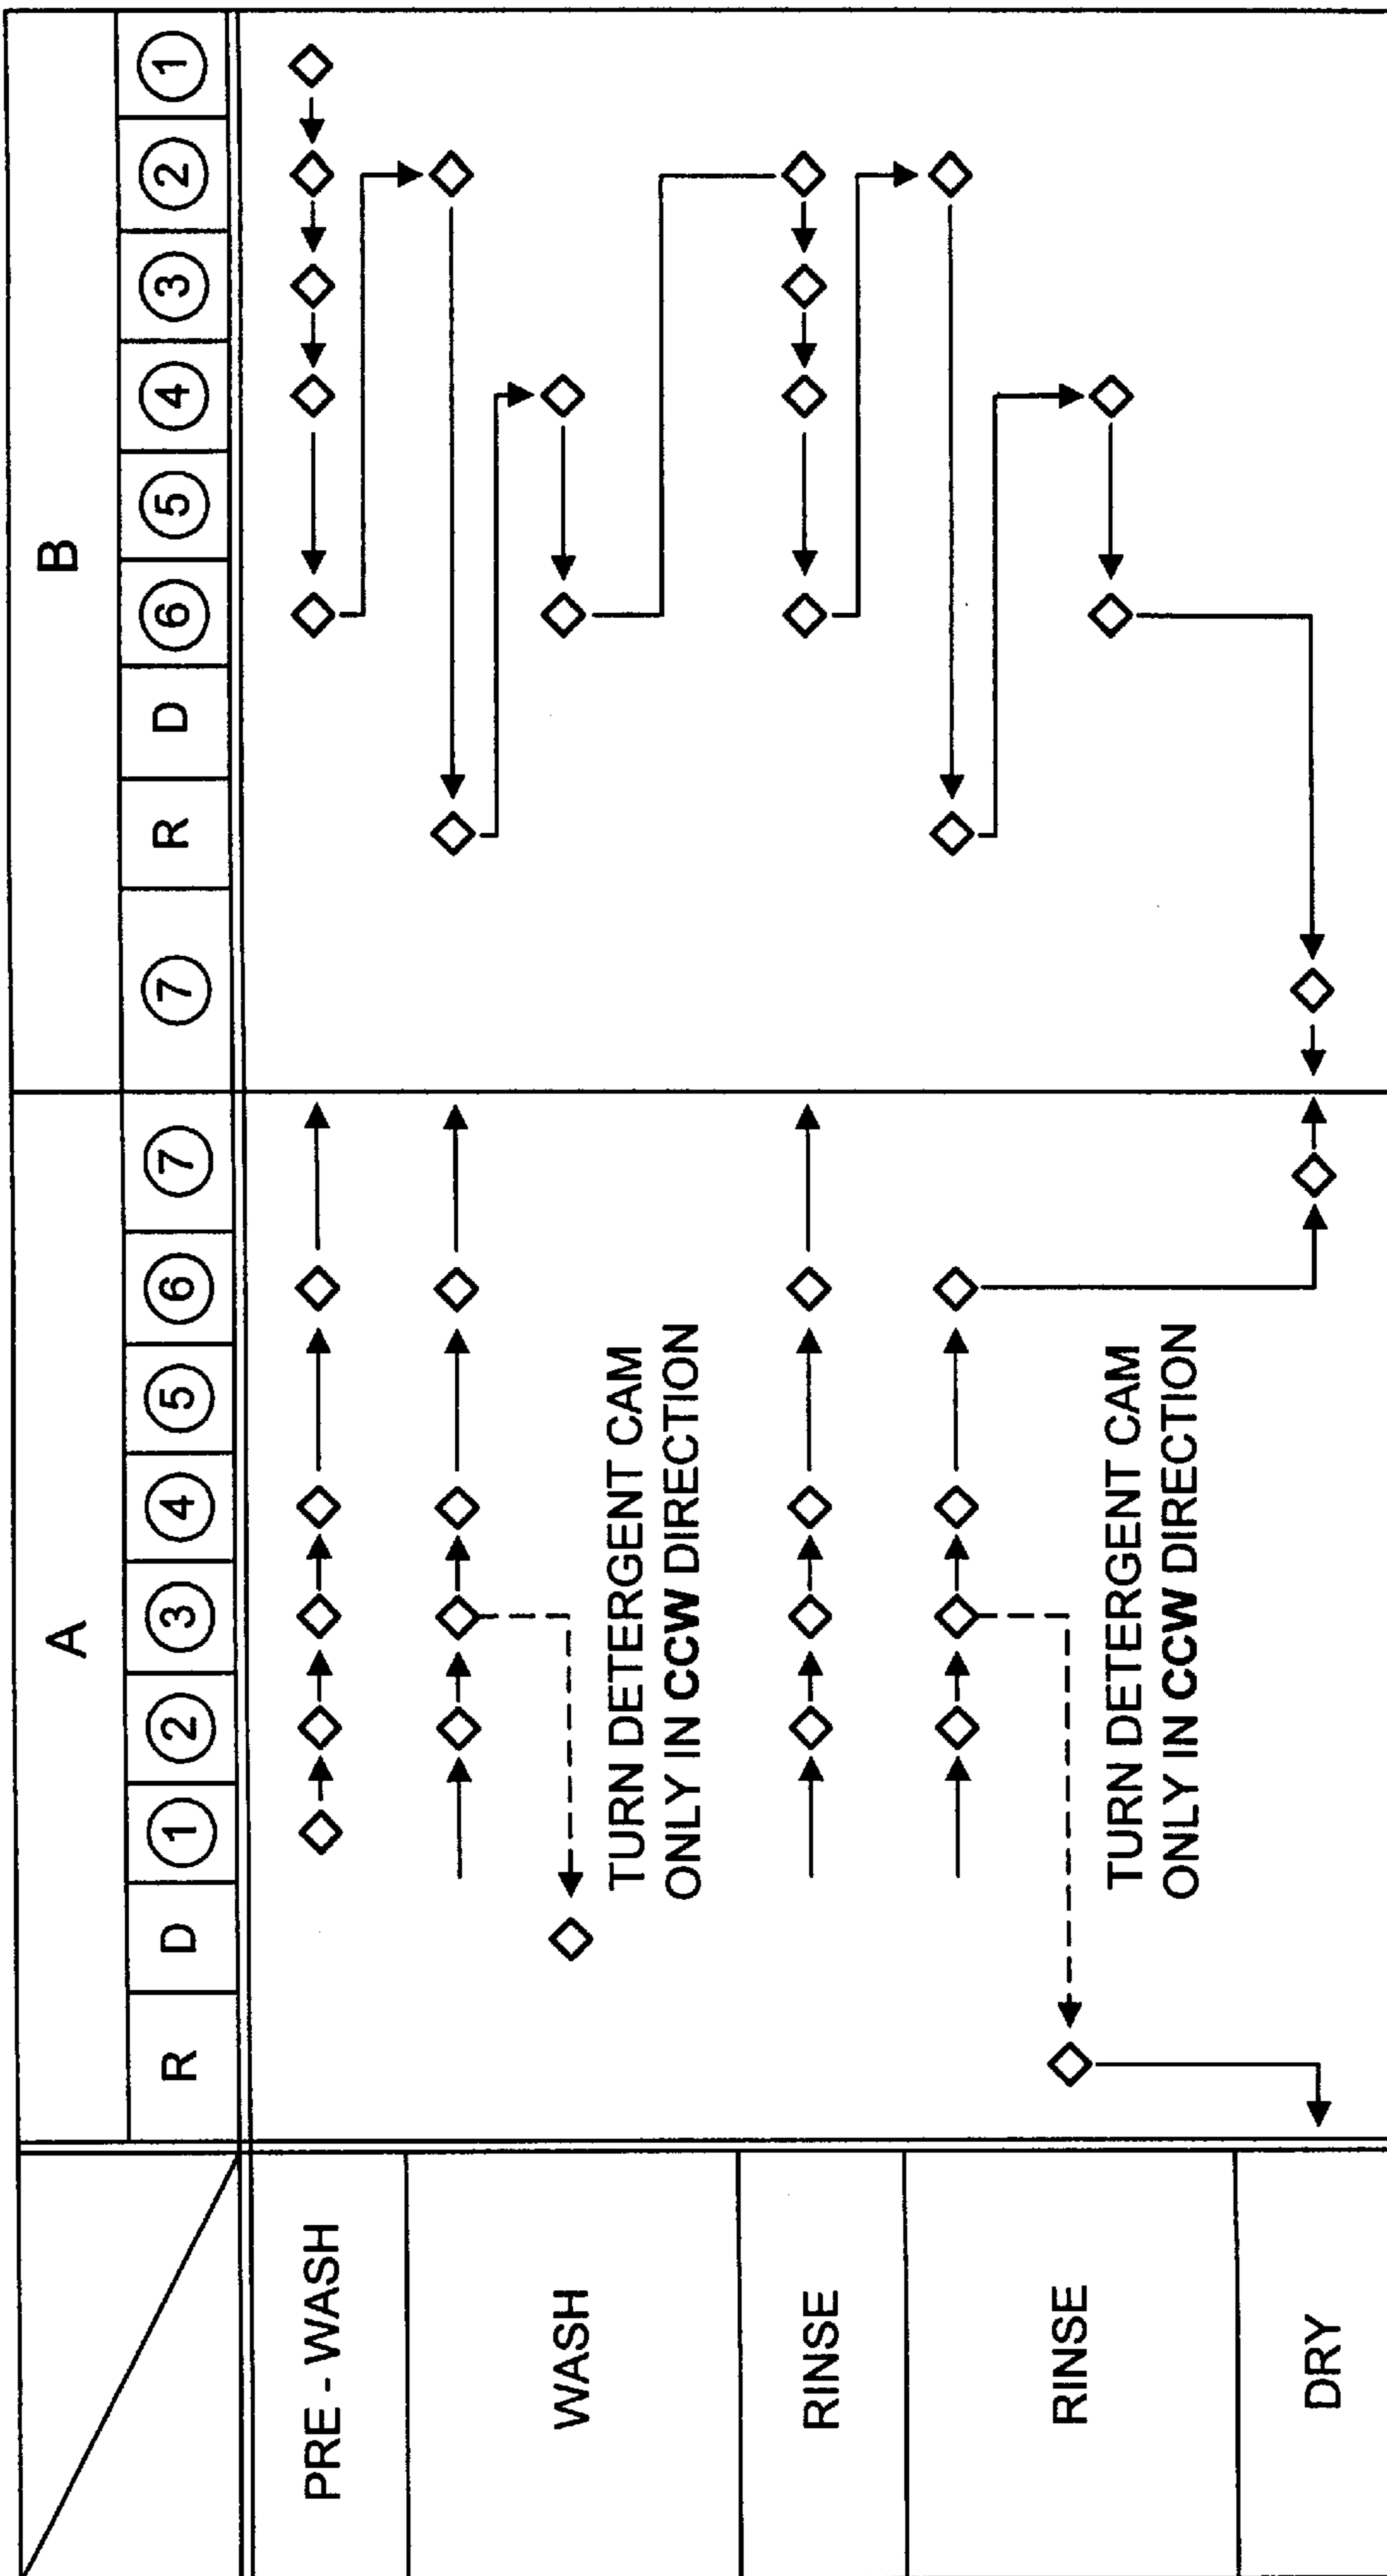 A B
R D ① ② ③ ④ ⑤ ⑥ ⑦ ⑦ R D ⑥ ⑤ ④ ③ ② ①
PRE - WASH
WASH
TURN DETERGENT CAM
ONLY IN CCW DIRECTION
RINSE
RINSE
TURN DETERGENT CAM
ONLY IN CCW DIRECTION
DRY